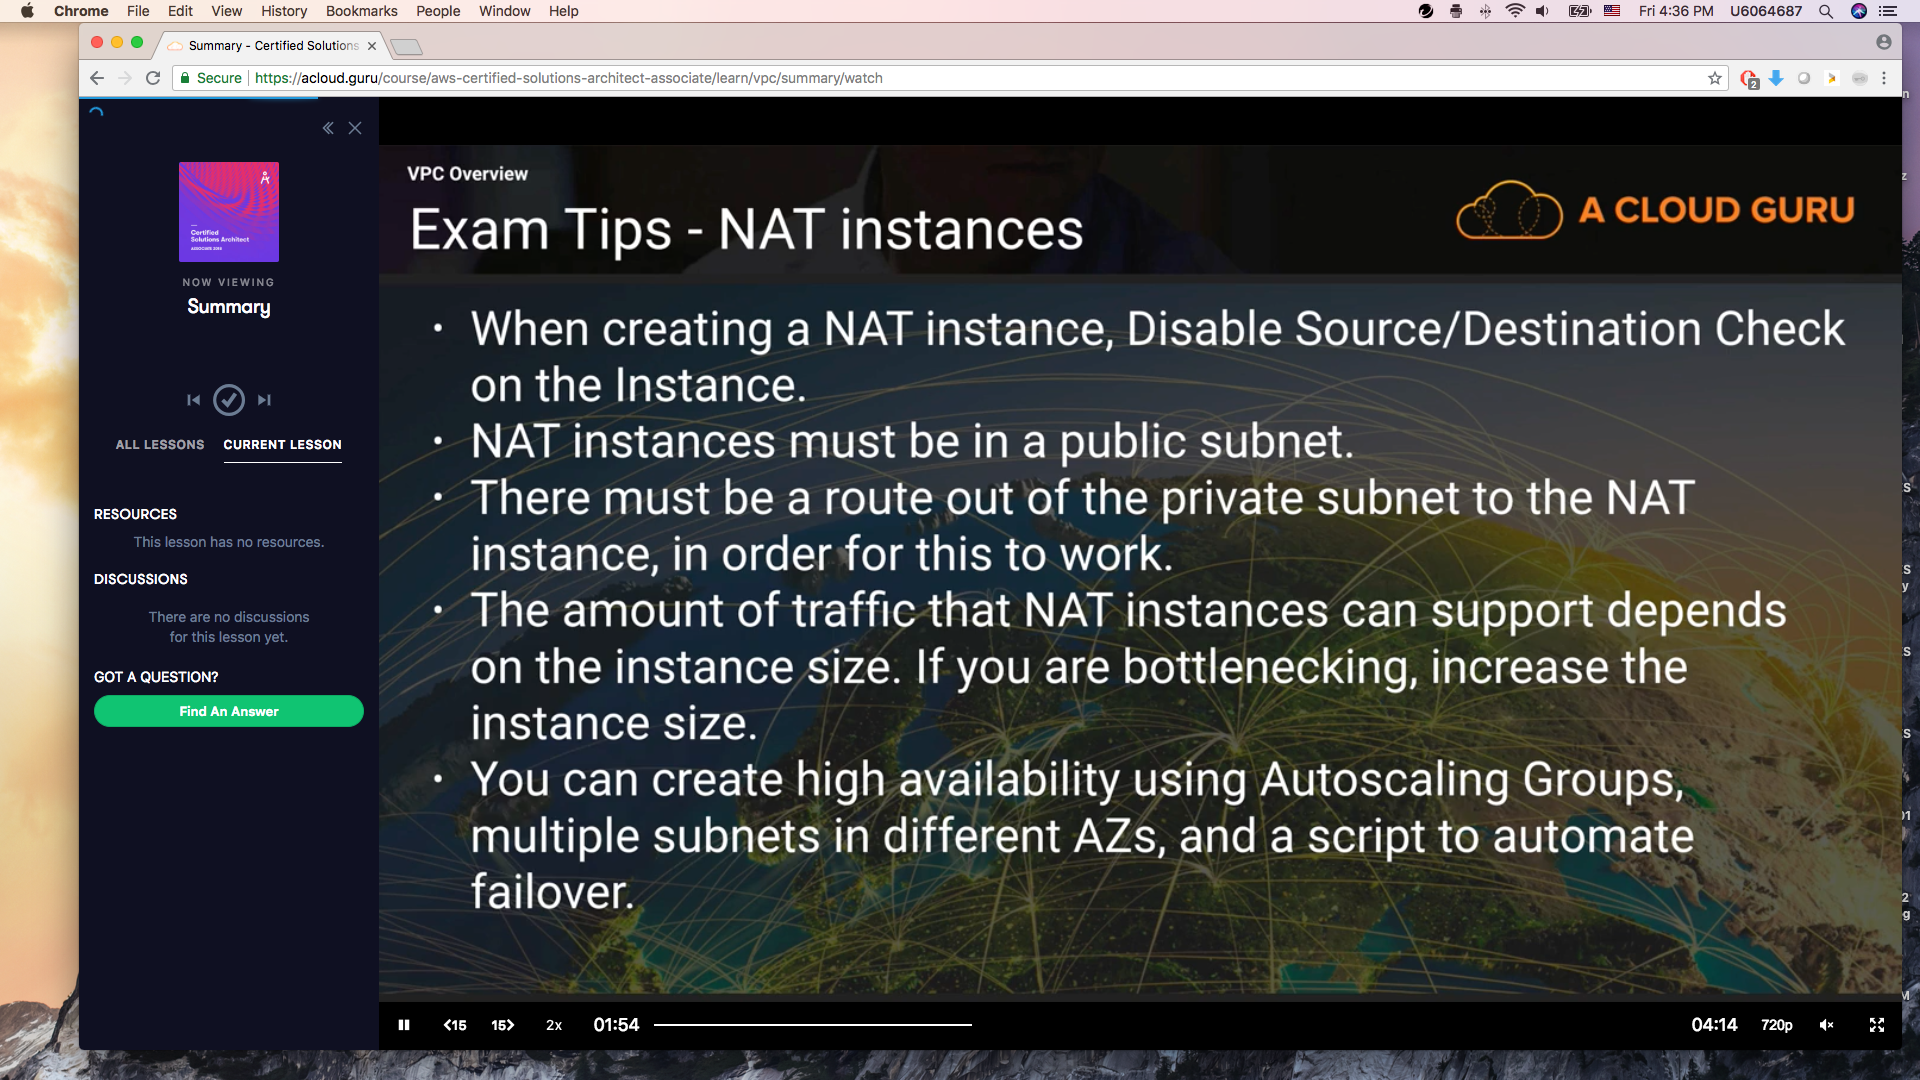 Chrome File Edit View History Bookmarks People Window Help Fri 4:36 PM U6064687
Summary - Certified Solutions
Secure https://acloud.guru/course/aws-certified-solutions-architect-associate/learn/vpc/summary/watch
2
Certified
Solutions Architect
ASSOCIATE 2018
NOW VIEWING
Summary
ALL LESSONS CURRENT LESSON
RESOURCES
This lesson has no resources.
DISCUSSIONS
There are no discussions
for this lesson yet.
GOT A QUESTION?
Find An Answer
VPC Overview
Exam Tips - NAT instances
A CLOUD GURU
• When creating a NAT instance, Disable Source/Destination Check
on the Instance.
• NAT instances must be in a public subnet.
• There must be a route out of the private subnet to the NAT
instance, in order for this to work.
• The amount of traffic that NAT instances can support depends
on the instance size. If you are bottlenecking, increase the
instance size.
• You can create high availability using Autoscaling Groups,
multiple subnets in different AZs, and a script to automate
failover.
15 15 2x 01:54 04:14 720p